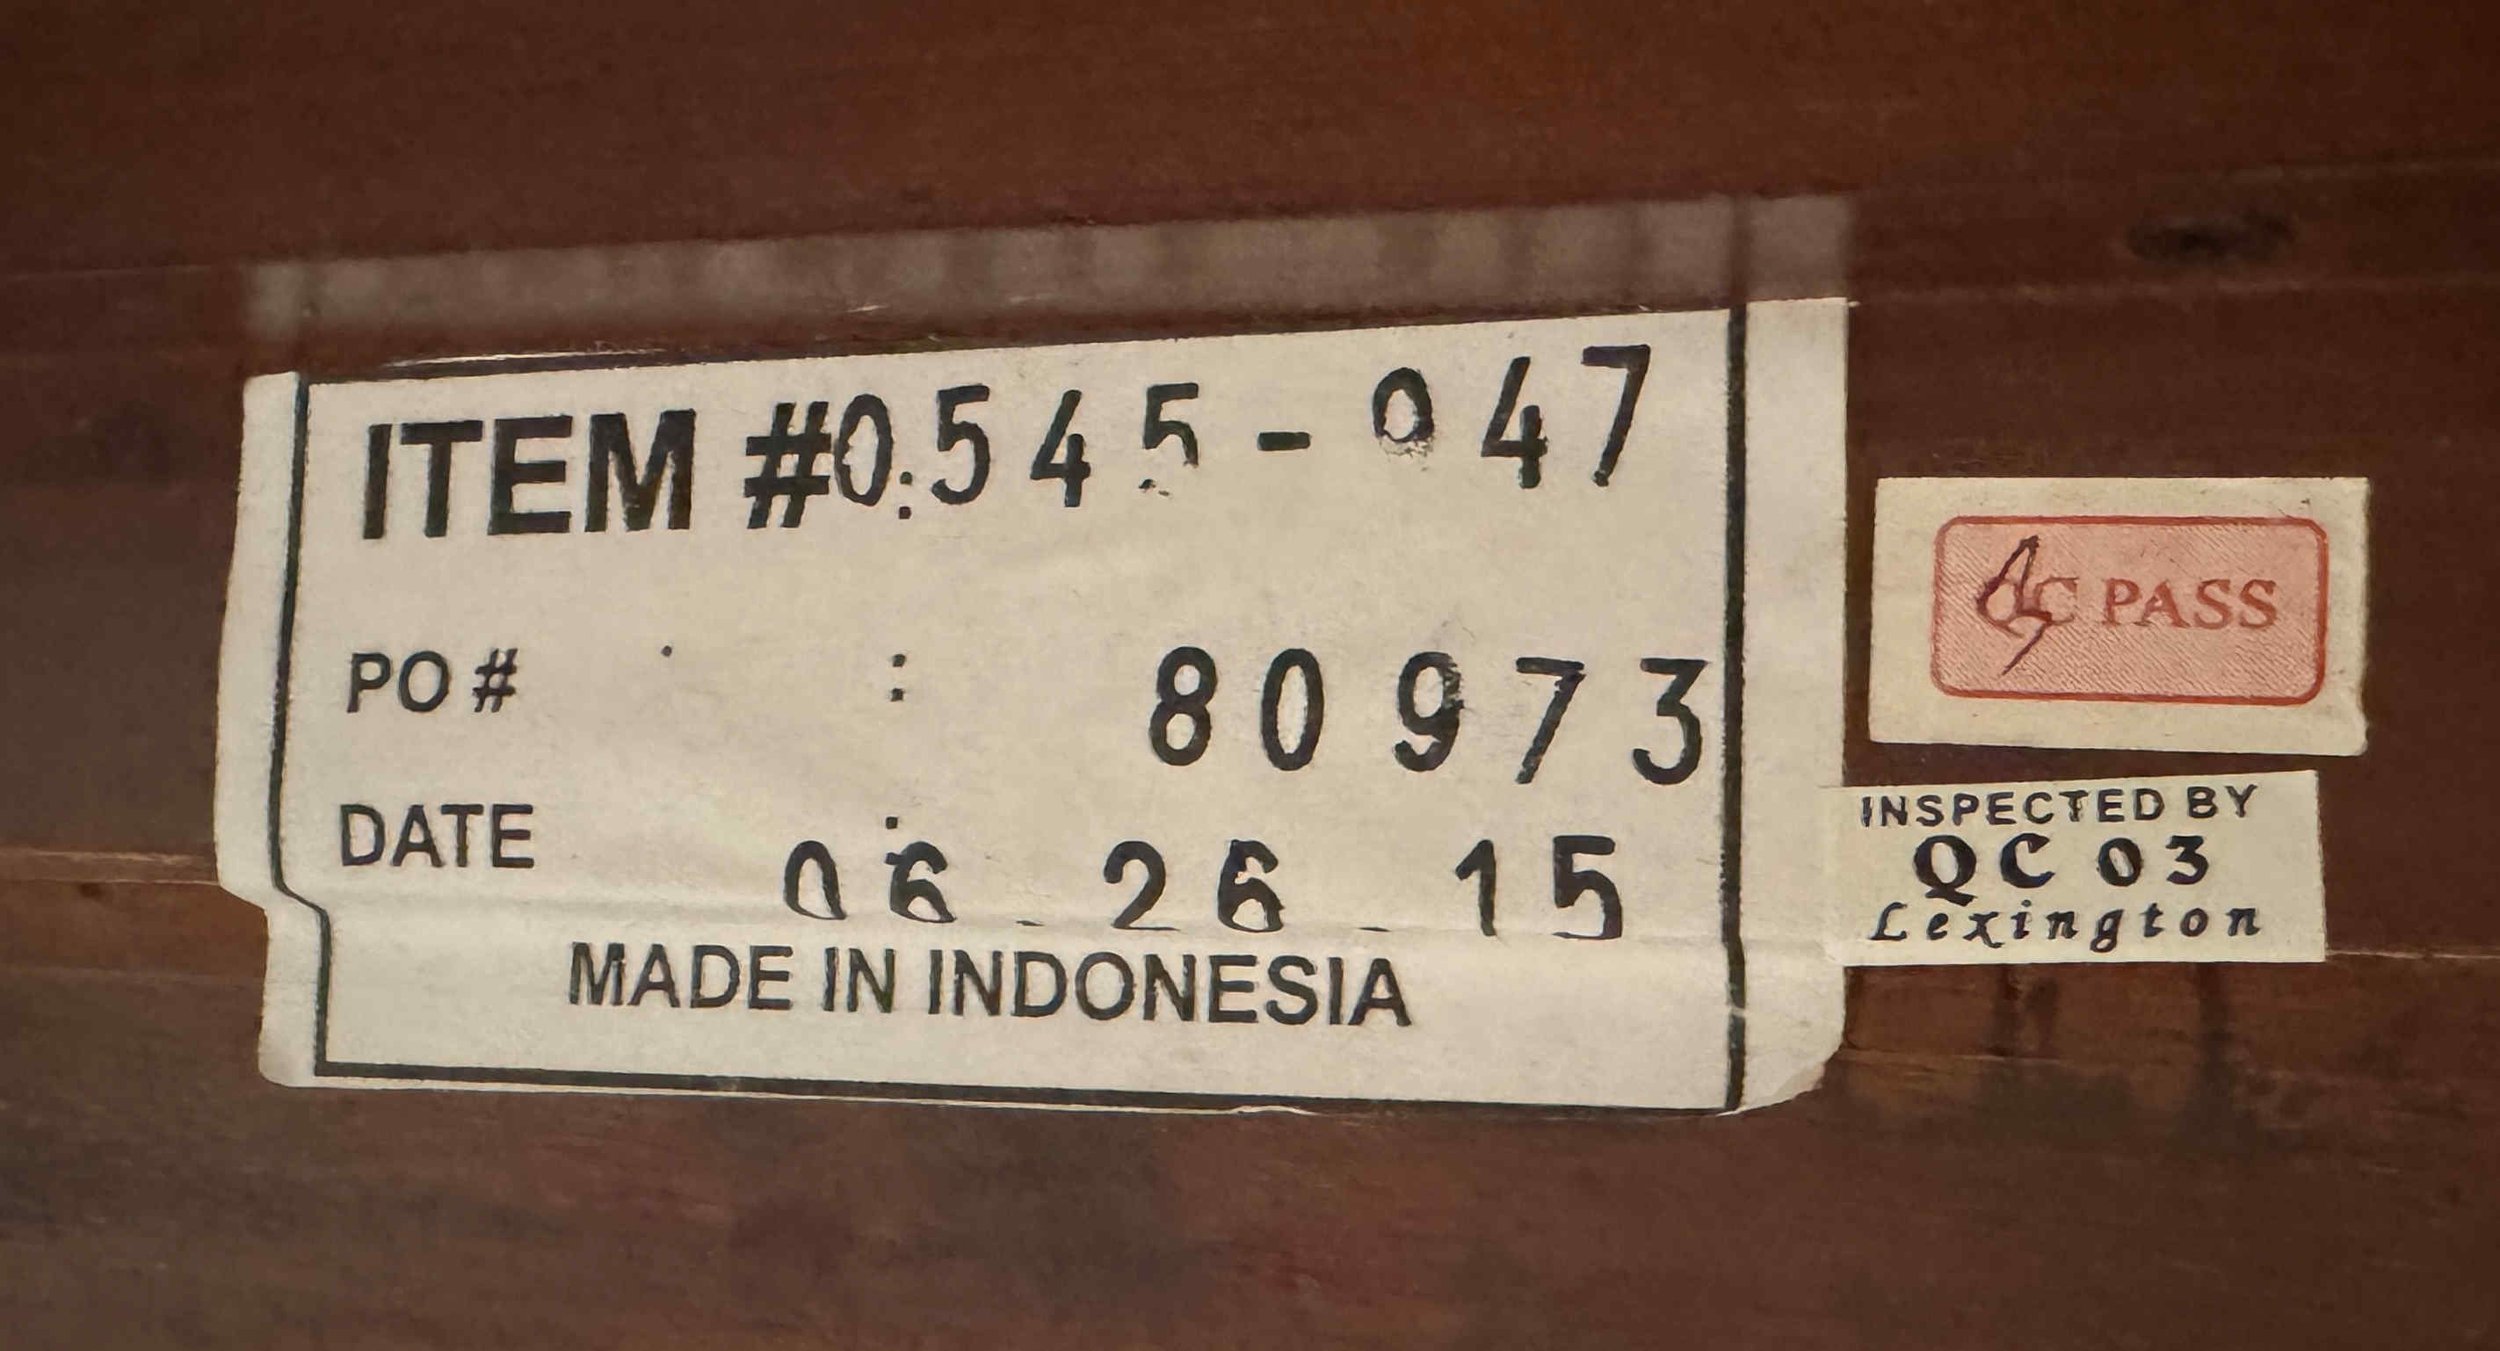 ITEM #: 0545-047
PO # : 80973
DATE : 06.26.15
MADE IN INDONESIA
QC PASS
INSPECTED BY
QC 03
Lexington